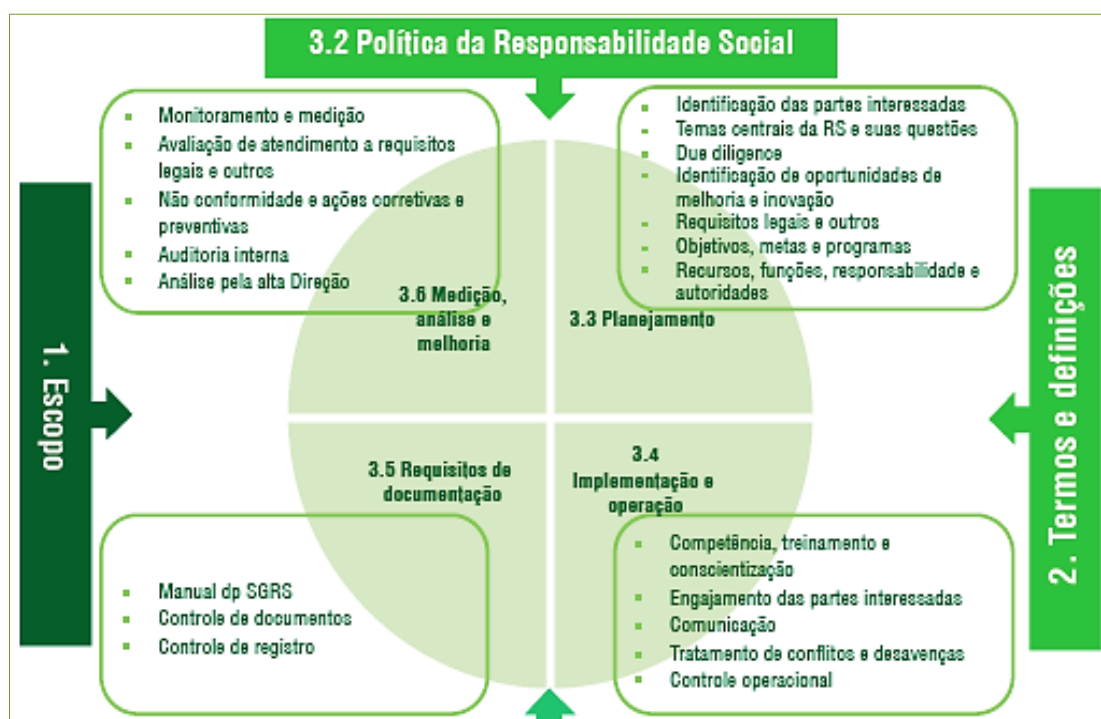 3.2 Política da Responsabilidade Social
Monitoramento e medição
Avaliação de atendimento a requisitos
legais e outros
Não conformidade e ações corretivas e
preventivas
Auditoria interna
Análise pela alta Direção
Identificação das partes interessadas
Temas centrais da RS e suas questões
Due diligence
Identificação de oportunidades de
melhoria e inovação
Requisitos legais e outros
Objetivos, metas e programas
Recursos, funções, responsabilidade e
autoridades
3.6 Medição,
análise e
melhoria
3.3 Planejamento
1. Escopo
2. Termos e definições
3.5 Requisitos de
documentação
3.4
Implementação e
operação
Manual dp SGRS
Controle de documentos
Controle de registro
Competência, treinamento e
conscientização
Engajamento das partes interessadas
Comunicação
Tratamento de conflitos e desavenças
Controle operacional